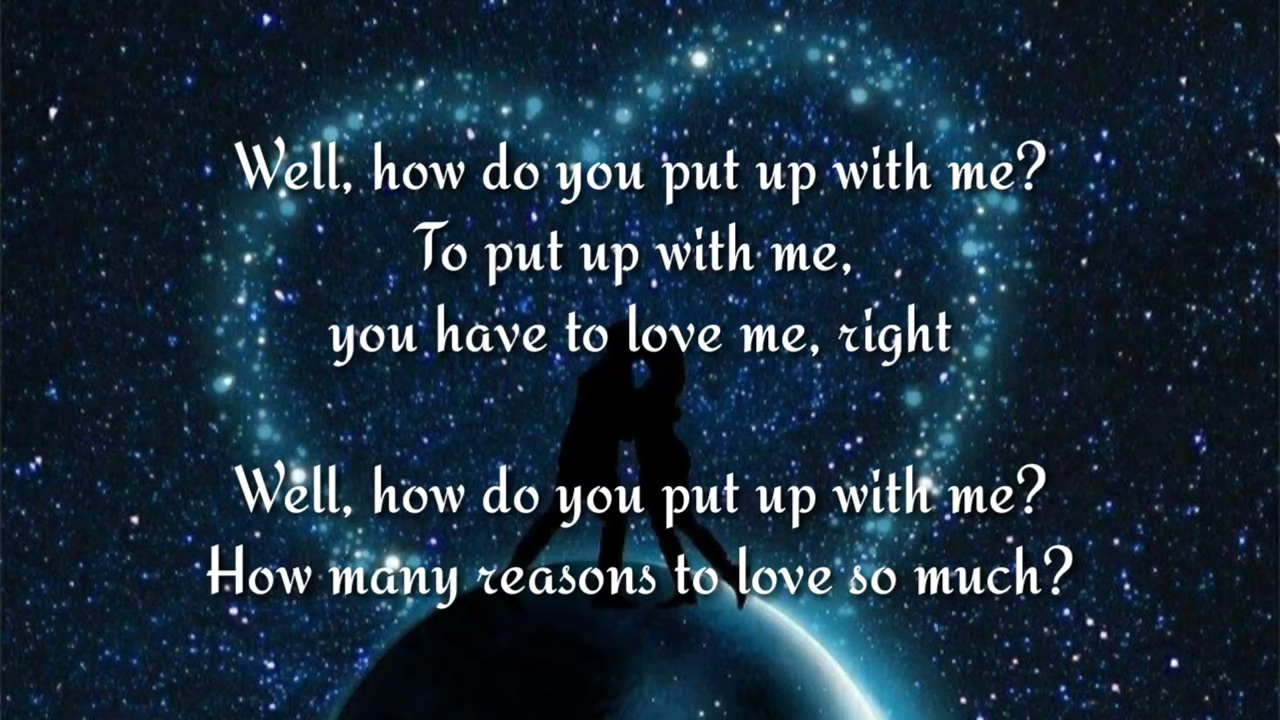 Well, how do you put up with me?
To put up with me,
you have to love me, right
Well, how do you put up with me?
How many reasons to love so much?